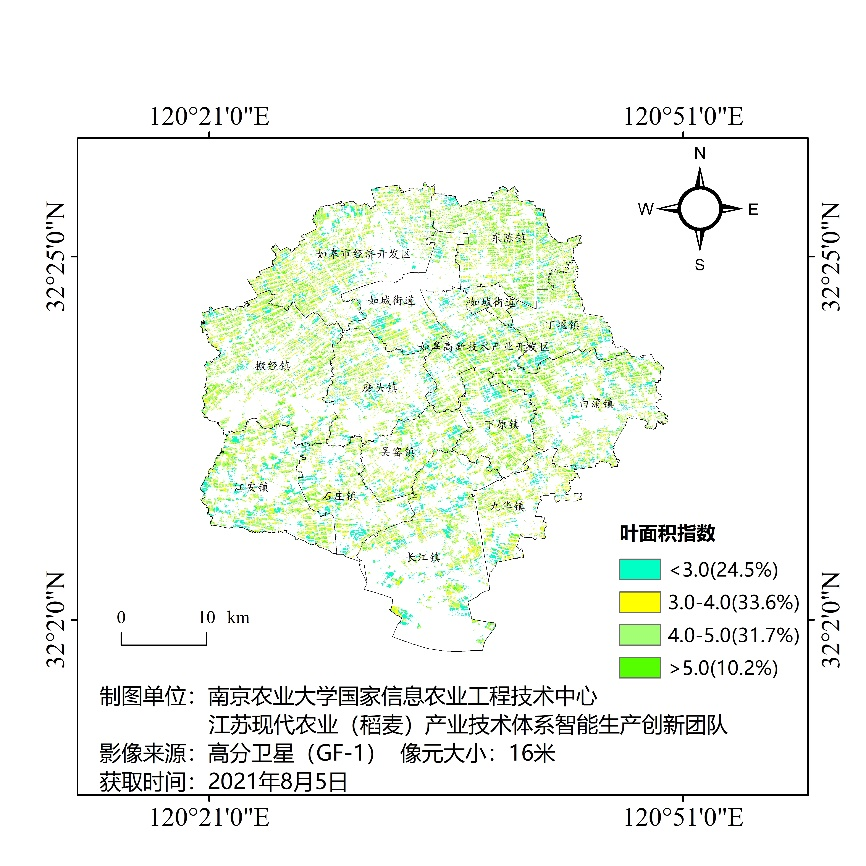 120°21'0"E
120°51'0"E
N
W
E
S
32°25'0"N
32°25'0"N
东陈镇
如皋市经济开发区
如城街道
如城街道
丁堰镇
如皋高新技术产业开发区
搬经镇
磨头镇
白蒲镇
下原镇
吴窑镇
江安镇
石庄镇
九华镇
长江镇
叶面积指数
<3.0(24.5%)
3.0-4.0(33.6%)
4.0-5.0(31.7%)
>5.0(10.2%)
32°2'0"N
32°2'0"N
0 10 km
制图单位：南京农业大学国家信息农业工程技术中心
江苏现代农业（稻麦）产业技术体系智能生产创新团队
影像来源：高分卫星（GF-1） 像元大小：16米
获取时间：2021年8月5日
120°21'0"E
120°51'0"E